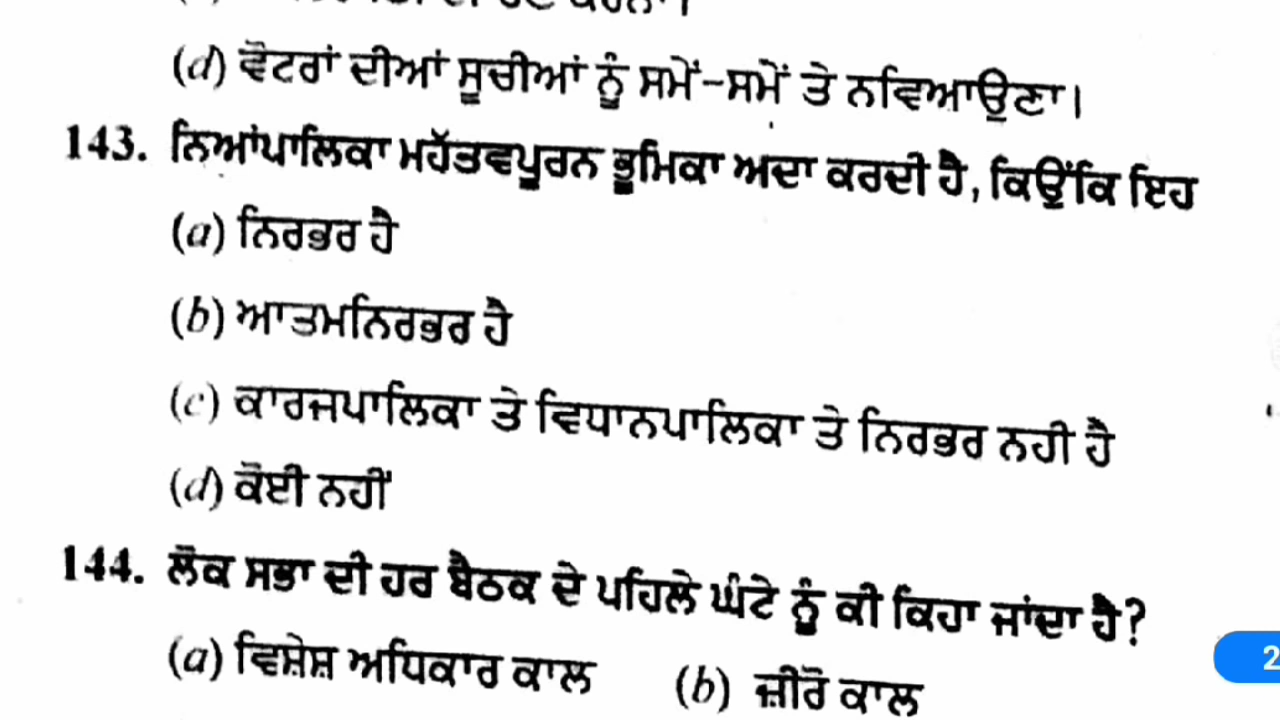 (d) ਵੋਟਰਾਂ ਦੀਆਂ ਸੂਚੀਆਂ ਨੂੰ ਸਮੇਂ-ਸਮੇਂ ਤੇ ਨਵਿਆਉਣਾ।
143. ਨਿਆਂਪਾਲਿਕਾ ਮਹੱਤਵਪੂਰਨ ਭੂਮਿਕਾ ਅਦਾ ਕਰਦੀ ਹੈ, ਕਿਉਂਕਿ ਇਹ
(a) ਨਿਰਭਰ ਹੈ
(b) ਆਤਮਨਿਰਭਰ ਹੈ
(c) ਕਾਰਜਪਾਲਿਕਾ ਤੇ ਵਿਧਾਨਪਾਲਿਕਾ ਤੇ ਨਿਰਭਰ ਨਹੀ ਹੈ
(d) ਕੋਈ ਨਹੀਂ
144. ਲੋਕ ਸਭਾ ਦੀ ਹਰ ਬੈਠਕ ਦੇ ਪਹਿਲੇ ਘੰਟੇ ਨੂੰ ਕੀ ਕਿਹਾ ਜਾਂਦਾ ਹੈ?
(a) ਵਿਸ਼ੇਸ਼ ਅਧਿਕਾਰ ਕਾਲ (b) ਜ਼ੀਰੋ ਕਾਲ
2